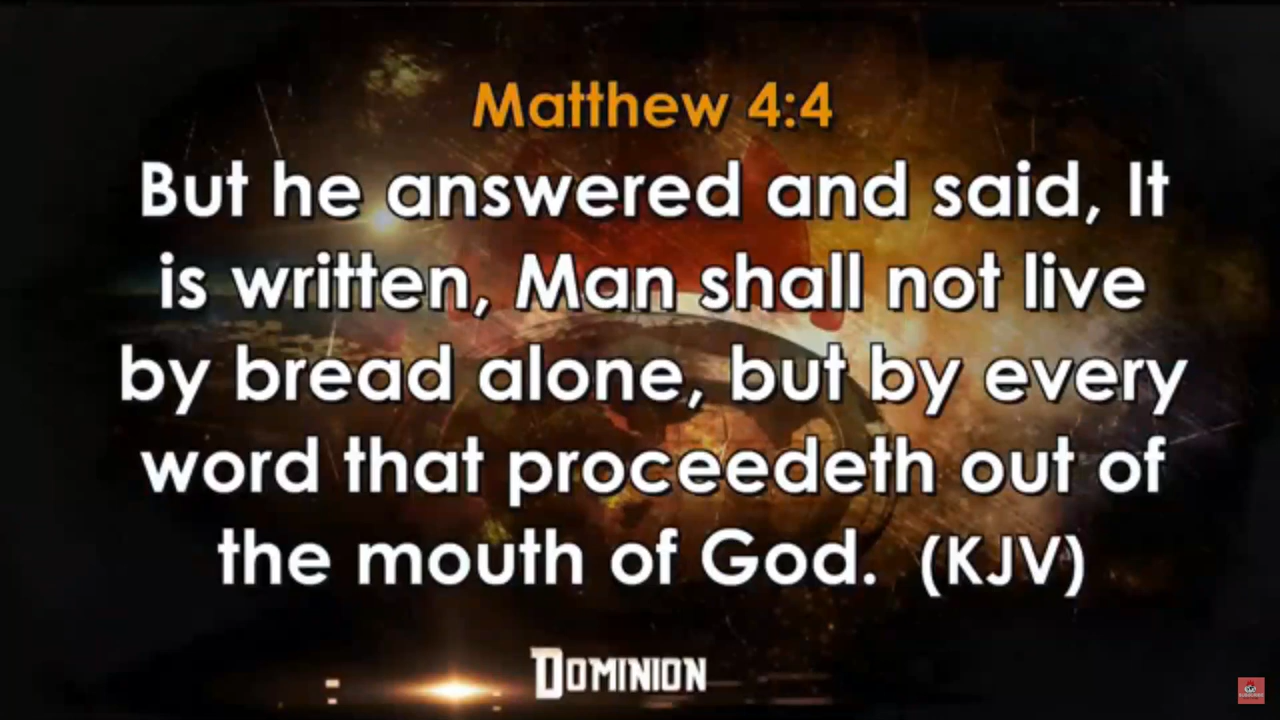 Matthew 4:4
But he answered and said, It
is written, Man shall not live
by bread alone, but by every
word that proceedeth out of
the mouth of God. (KJV)
DOMINION